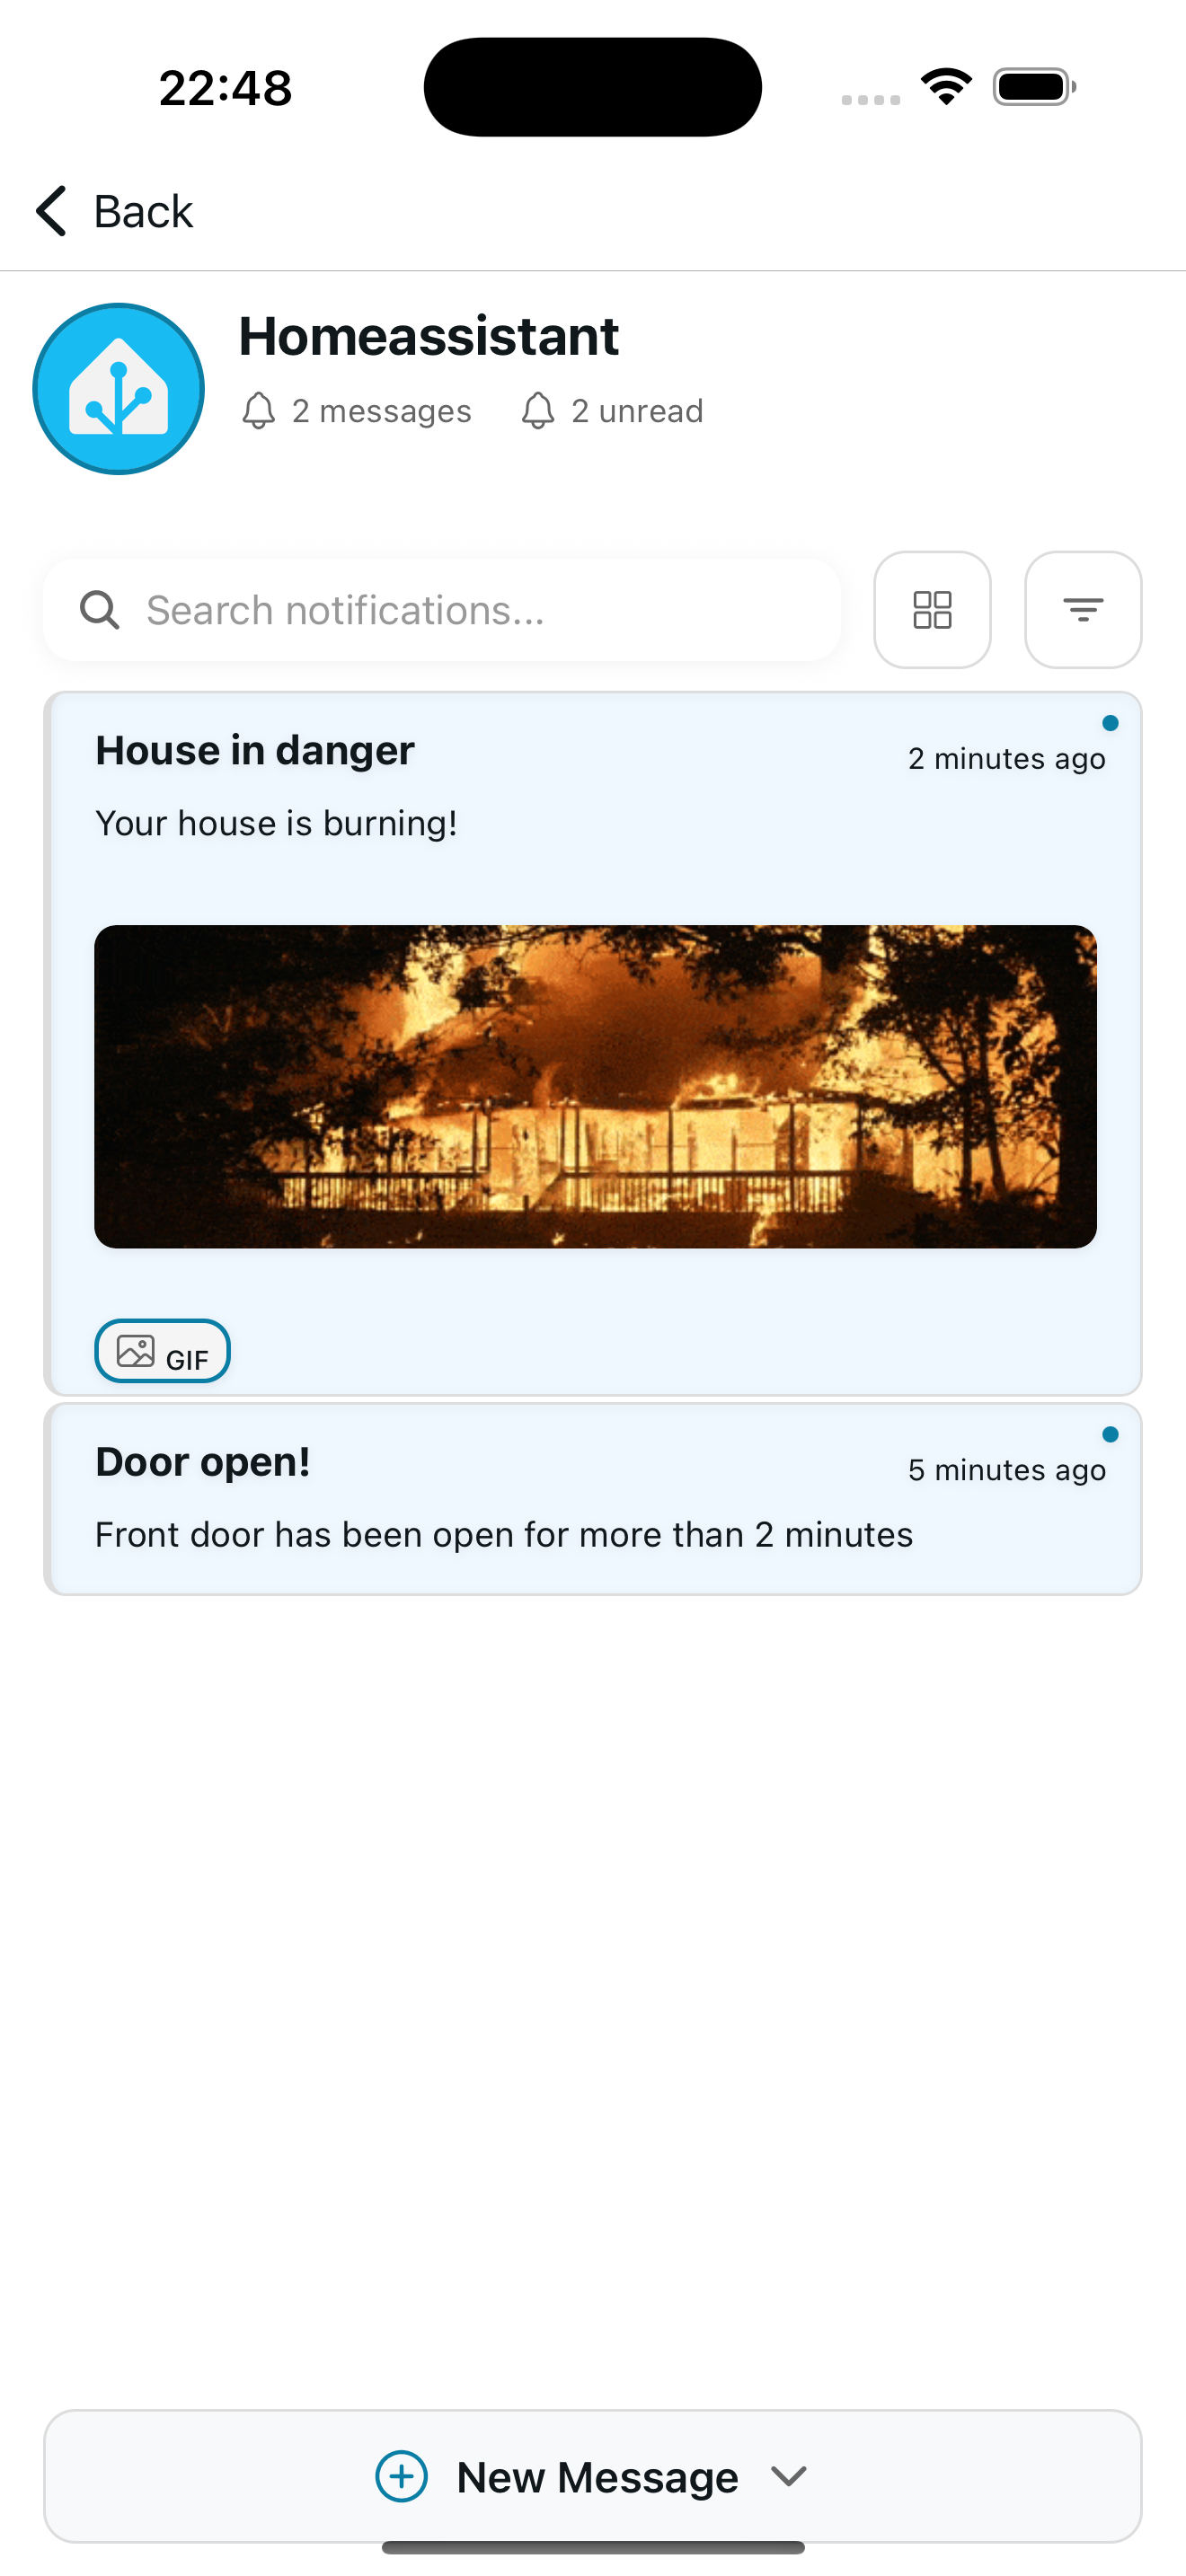 22:48
Back
Homeassistant
2 messages 2 unread
Search notifications...
House in danger
2 minutes ago
Your house is burning!
GIF
Door open!
5 minutes ago
Front door has been open for more than 2 minutes
New Message